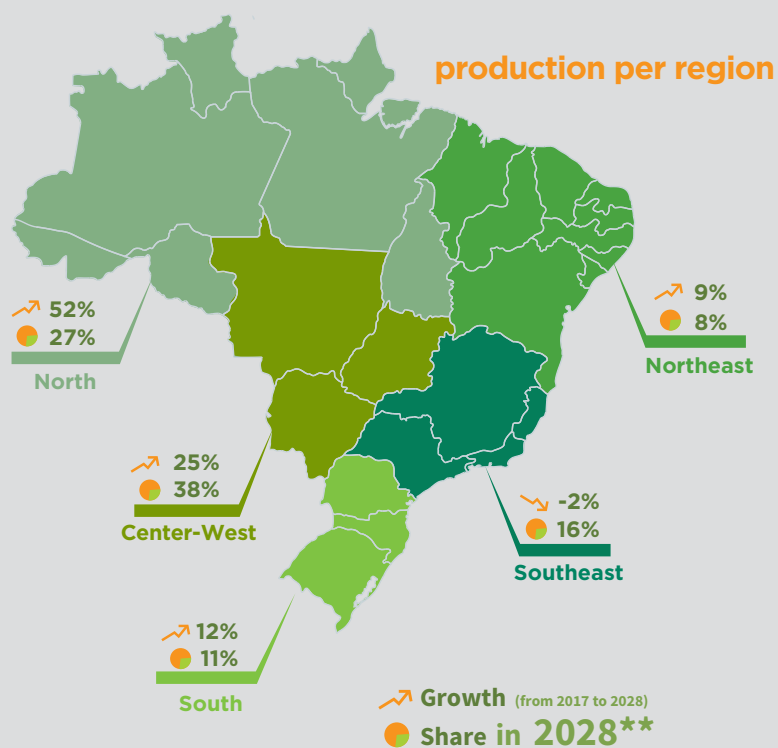 production per region
52%
27%
North
9%
8%
Northeast
25%
38%
Center-West
-2%
16%
Southeast
12%
11%
South
Growth (from 2017 to 2028)
Share in 2028**